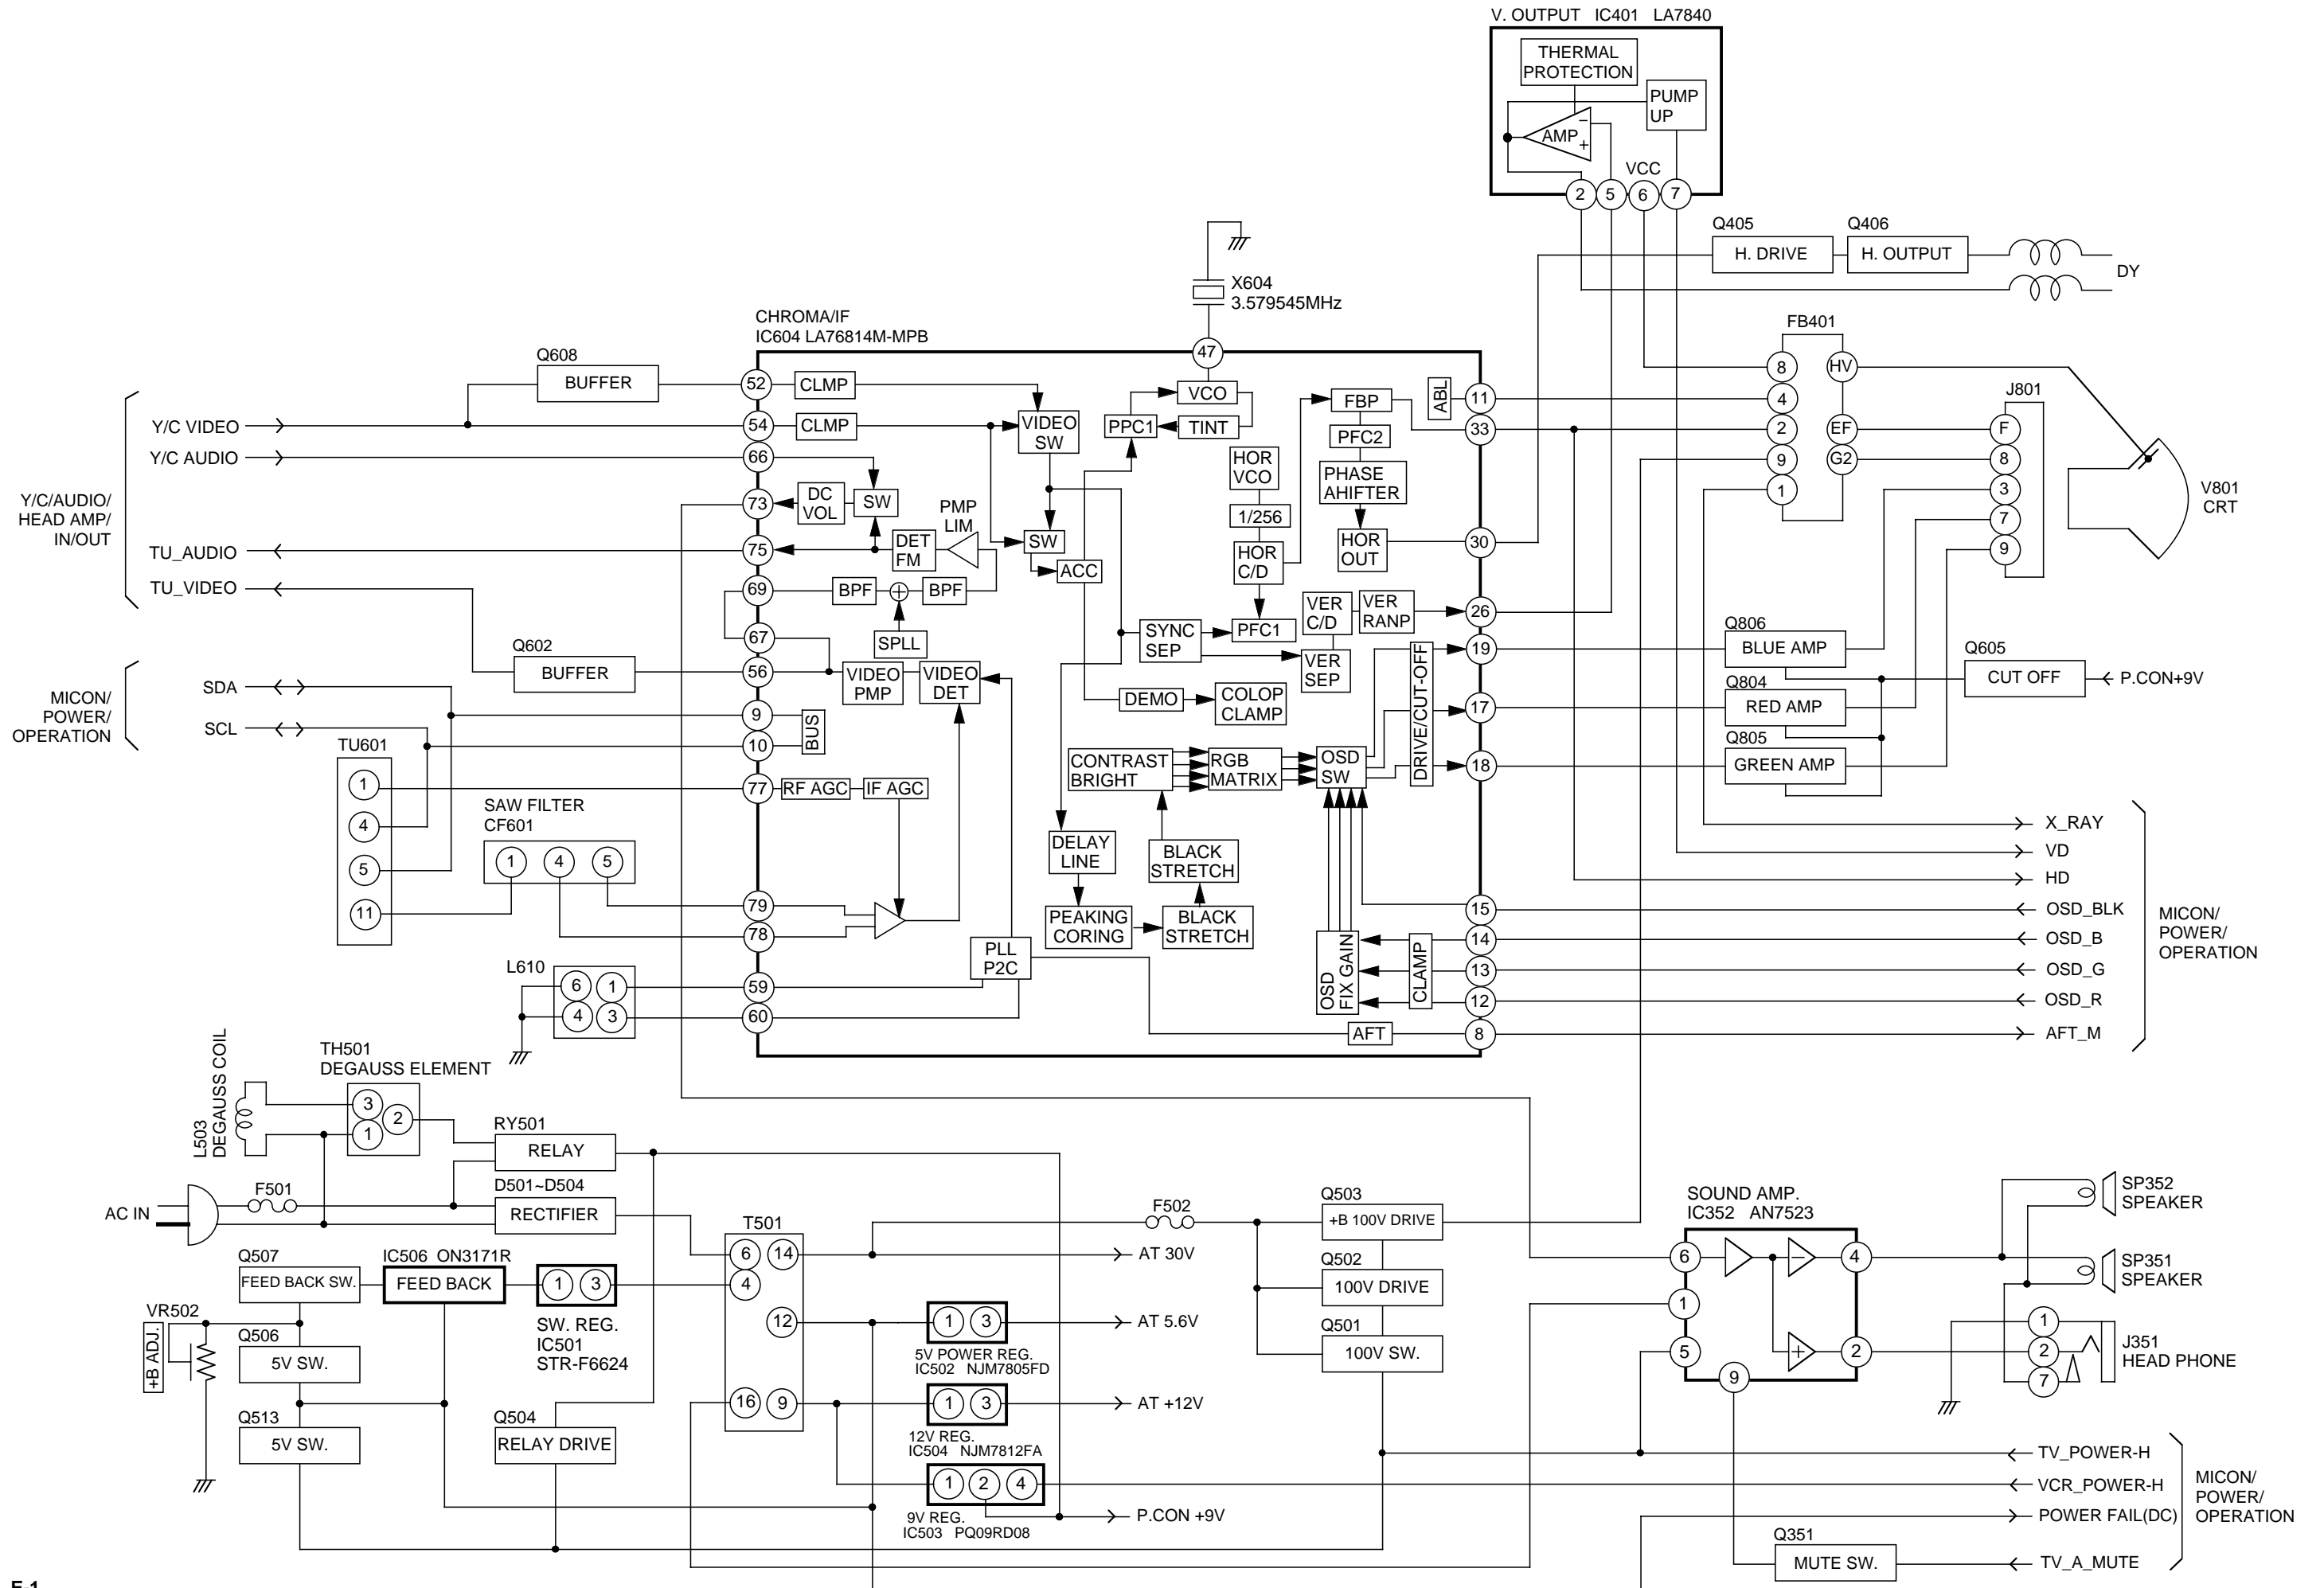 V. OUTPUT IC401 LA7840
THERMAL
PROTECTION
PUMP
UP
AMP
−
+
VCC
2
5
6
7
Q405
H. DRIVE
Q406
H. OUTPUT
DY
X604
3.579545MHz
CHROMA/IF
IC604 LA76814M-MPB
47
FB401
8
4
2
9
1
HV
EF
G2
J801
F
8
3
7
9
V801
CRT
Q608
BUFFER
Y/C VIDEO
Y/C AUDIO
TU_AUDIO
TU_VIDEO
Y/C/AUDIO/
HEAD AMP/
IN/OUT
Q602
BUFFER
MICON/
POWER/
OPERATION
SDA
SCL
TU601
1
4
5
11
SAW FILTER
CF601
1
4
5
L610
6
1
4
3
52
54
66
73
75
69
67
56
9
10
77
79
78
59
60
CLMP
CLMP
VIDEO
SW
DC
VOL
SW
PMP
LIM
DET
FM
SW
ACC
BPF
BPF
SPLL
VIDEO
PMP
VIDEO
DET
BUS
RF AGC
IF AGC
PLL
P2C
VCO
PPC1
TINT
HOR
VCO
1/256
HOR
C/D
FBP
PFC2
PHASE
AHIFTER
HOR
OUT
ABL
SYNC
SEP
PFC1
VER
C/D
VER
RANP
VER
SEP
DEMO
COLOP
CLAMP
CONTRAST
BRIGHT
RGB
MATRIX
OSD
SW
DRIVE/CUT-OFF
DELAY
LINE
BLACK
STRETCH
PEAKING
CORING
BLACK
STRETCH
OSD
FIX GAIN
CLAMP
AFT
11
33
30
26
19
17
18
15
14
13
12
8
Q806
BLUE AMP
Q804
RED AMP
Q805
GREEN AMP
Q605
CUT OFF
P.CON+9V
X_RAY
VD
HD
OSD_BLK
OSD_B
OSD_G
OSD_R
AFT_M
MICON/
POWER/
OPERATION
L503
DEGAUSS COIL
TH501
DEGAUSS ELEMENT
3
2
1
RY501
RELAY
AC IN
F501
D501~D504
RECTIFIER
Q507
FEED BACK SW.
IC506 ON3171R
FEED BACK
1
3
SW. REG.
IC501
STR-F6624
VR502
+B ADJ.
Q506
5V SW.
Q513
5V SW.
Q504
RELAY DRIVE
T501
6
14
4
12
16
9
F502
AT 30V
1
3
AT 5.6V
5V POWER REG.
IC502 NJM7805FD
1
3
AT +12V
12V REG.
IC504 NJM7812FA
1
2
4
9V REG.
IC503 PQ09RD08
P.CON +9V
Q503
+B 100V DRIVE
Q502
100V DRIVE
Q501
100V SW.
SOUND AMP.
IC352 AN7523
6
1
5
9
4
2
−
+
SP352
SPEAKER
SP351
SPEAKER
1
2
7
J351
HEAD PHONE
TV_POWER-H
VCR_POWER-H
POWER FAIL(DC)
TV_A_MUTE
MICON/
POWER/
OPERATION
Q351
MUTE SW.